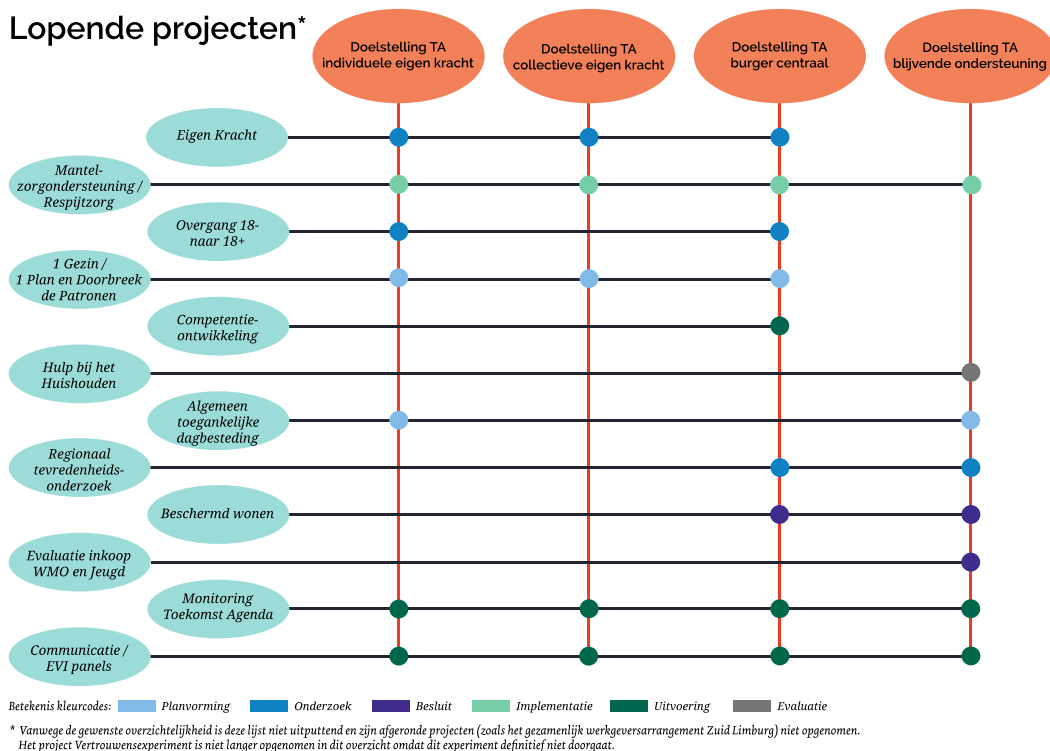 Lopende projecten*
Doelstelling TA
individuele eigen kracht
Doelstelling TA
collectieve eigen kracht
Doelstelling TA
burger centraal
Doelstelling TA
blijvende ondersteuning
Eigen Kracht
Mantel-
zorgondersteuning /
Respijtzorg
Overgang 18-
naar 18+
1 Gezin /
1 Plan en Doorbreek
de Patronen
Competentie-
ontwikkeling
Hulp bij het
Huishouden
Algemeen
toegankelijke
dagbesteding
Regionaal
tevredenheids-
onderzoek
Beschermd wonen
Evaluatie inkoop
WMO en Jeugd
Monitoring
Toekomst Agenda
Communicatie /
EVI panels
Betekenis kleurcodes: Planvorming Onderzoek Besluit Implementatie Uitvoering Evaluatie
* Vanwege de gewenste overzichtelijkheid is deze lijst niet uitputtend en zijn afgeronde projecten (zoals het gezamenlijk werkgeversarrangement Zuid Limburg) niet opgenomen.
Het project Vertrouwensexperiment is niet langer opgenomen in dit overzicht omdat dit experiment definitief niet doorgaat.